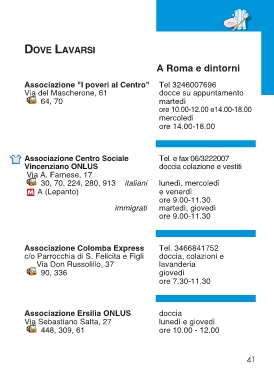 DOVE LAVARSI
A Roma e dintorni
Associazione "I poveri al Centro" Tel 3246007696
Via del Mascherone, 61 docce su appuntamento
64, 70 martedì
ore 10.00-12.00 e14.00-18.00
mercoledì
ore 14.00-18.00
Associazione Centro Sociale Tel. e fax 06/3222007
Vincenziano ONLUS doccia colazione e vestiti
Via A. Farnese, 17
30, 70, 224, 280, 913 italiani lunedì, mercoledì
M A (Lepanto) e venerdì
ore 9.00-11.30
immigrati martedì, giovedì
ore 9.00-11.30
Associazione Colomba Express Tel. 3466841752
c/o Parrocchia di S. Felicita e Figli doccia, colazioni e
Via Don Russolillo, 37 lavanderia
90, 336 giovedì
ore 7.30-11.30
Associazione Ersilia ONLUS doccia
Via Sebastiano Satta, 27 lunedì e giovedì
448, 309, 61 ore 10.00 - 12.00
41